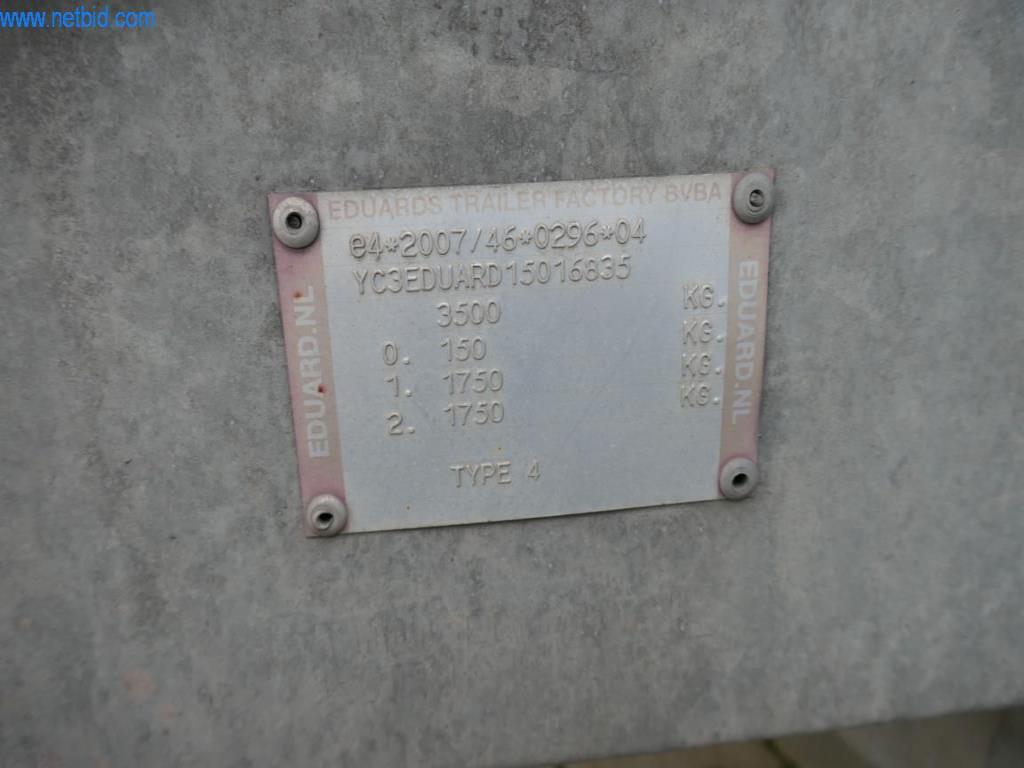 www.netbid.com
EDUARDS TRAILER FACTORY BVBA
e4*2007/46*0296*04
YC3EDUARD15016835
3500 KG.
0. 150 KG.
1. 1750 KG.
2. 1750 KG.
TYPE 4
EDUARD.NL
EDUARD.NL